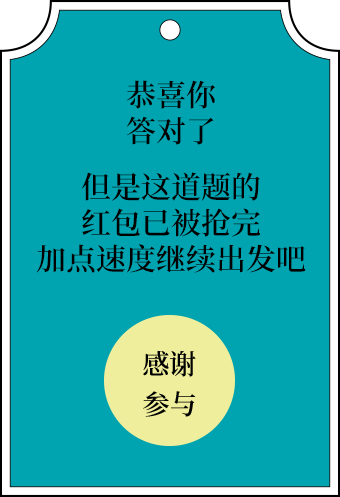 恭喜你
答对了
但是这道题的
红包已被抢完
加点速度继续出发吧
感谢
参与